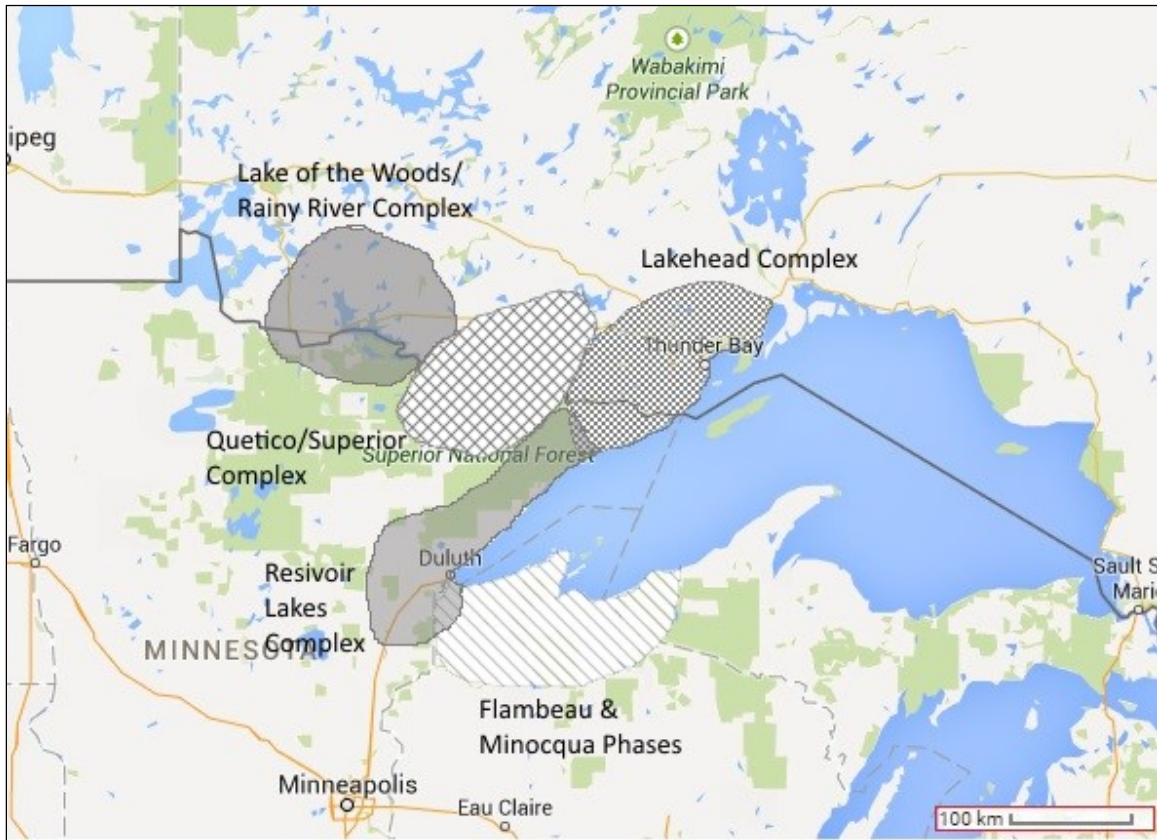 Wabakimi
Provincial Park
ipeg
Lake of the Woods/
Rainy River Complex
Lakehead Complex
Thunder Bay
Quetico/Superior
Complex
Superior National Forest
Fargo
Duluth
Sault S
Marie
Resivoir
Lakes
Complex
MINNESOTA
Flambeau &
Minocqua Phases
Minneapolis
Eau Claire
100 km